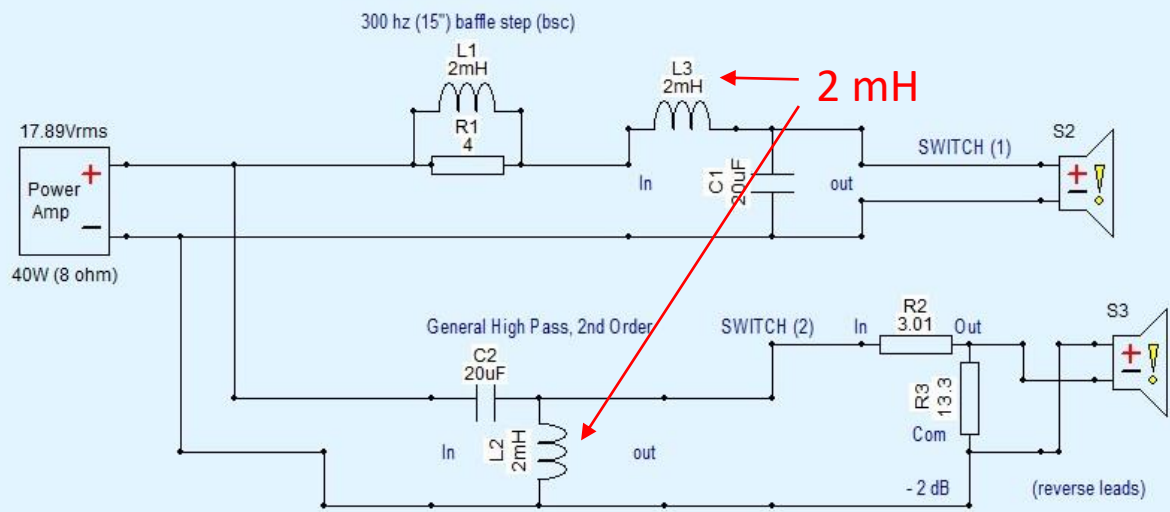 300 hz (15") baffle step (bsc)
L1
2mH
R1
4
L3
2mH
2 mH
17.89Vrms
Power
Amp
+
−
40W (8 ohm)
In
C1
20uF
out
SWITCH (1)
S2
+
−
!
General High Pass, 2nd Order
C2
20uF
In
L2
2mH
out
SWITCH (2)
In
R2
3.01
Out
R3
13.3
Com
- 2 dB
S3
+
−
!
(reverse leads)